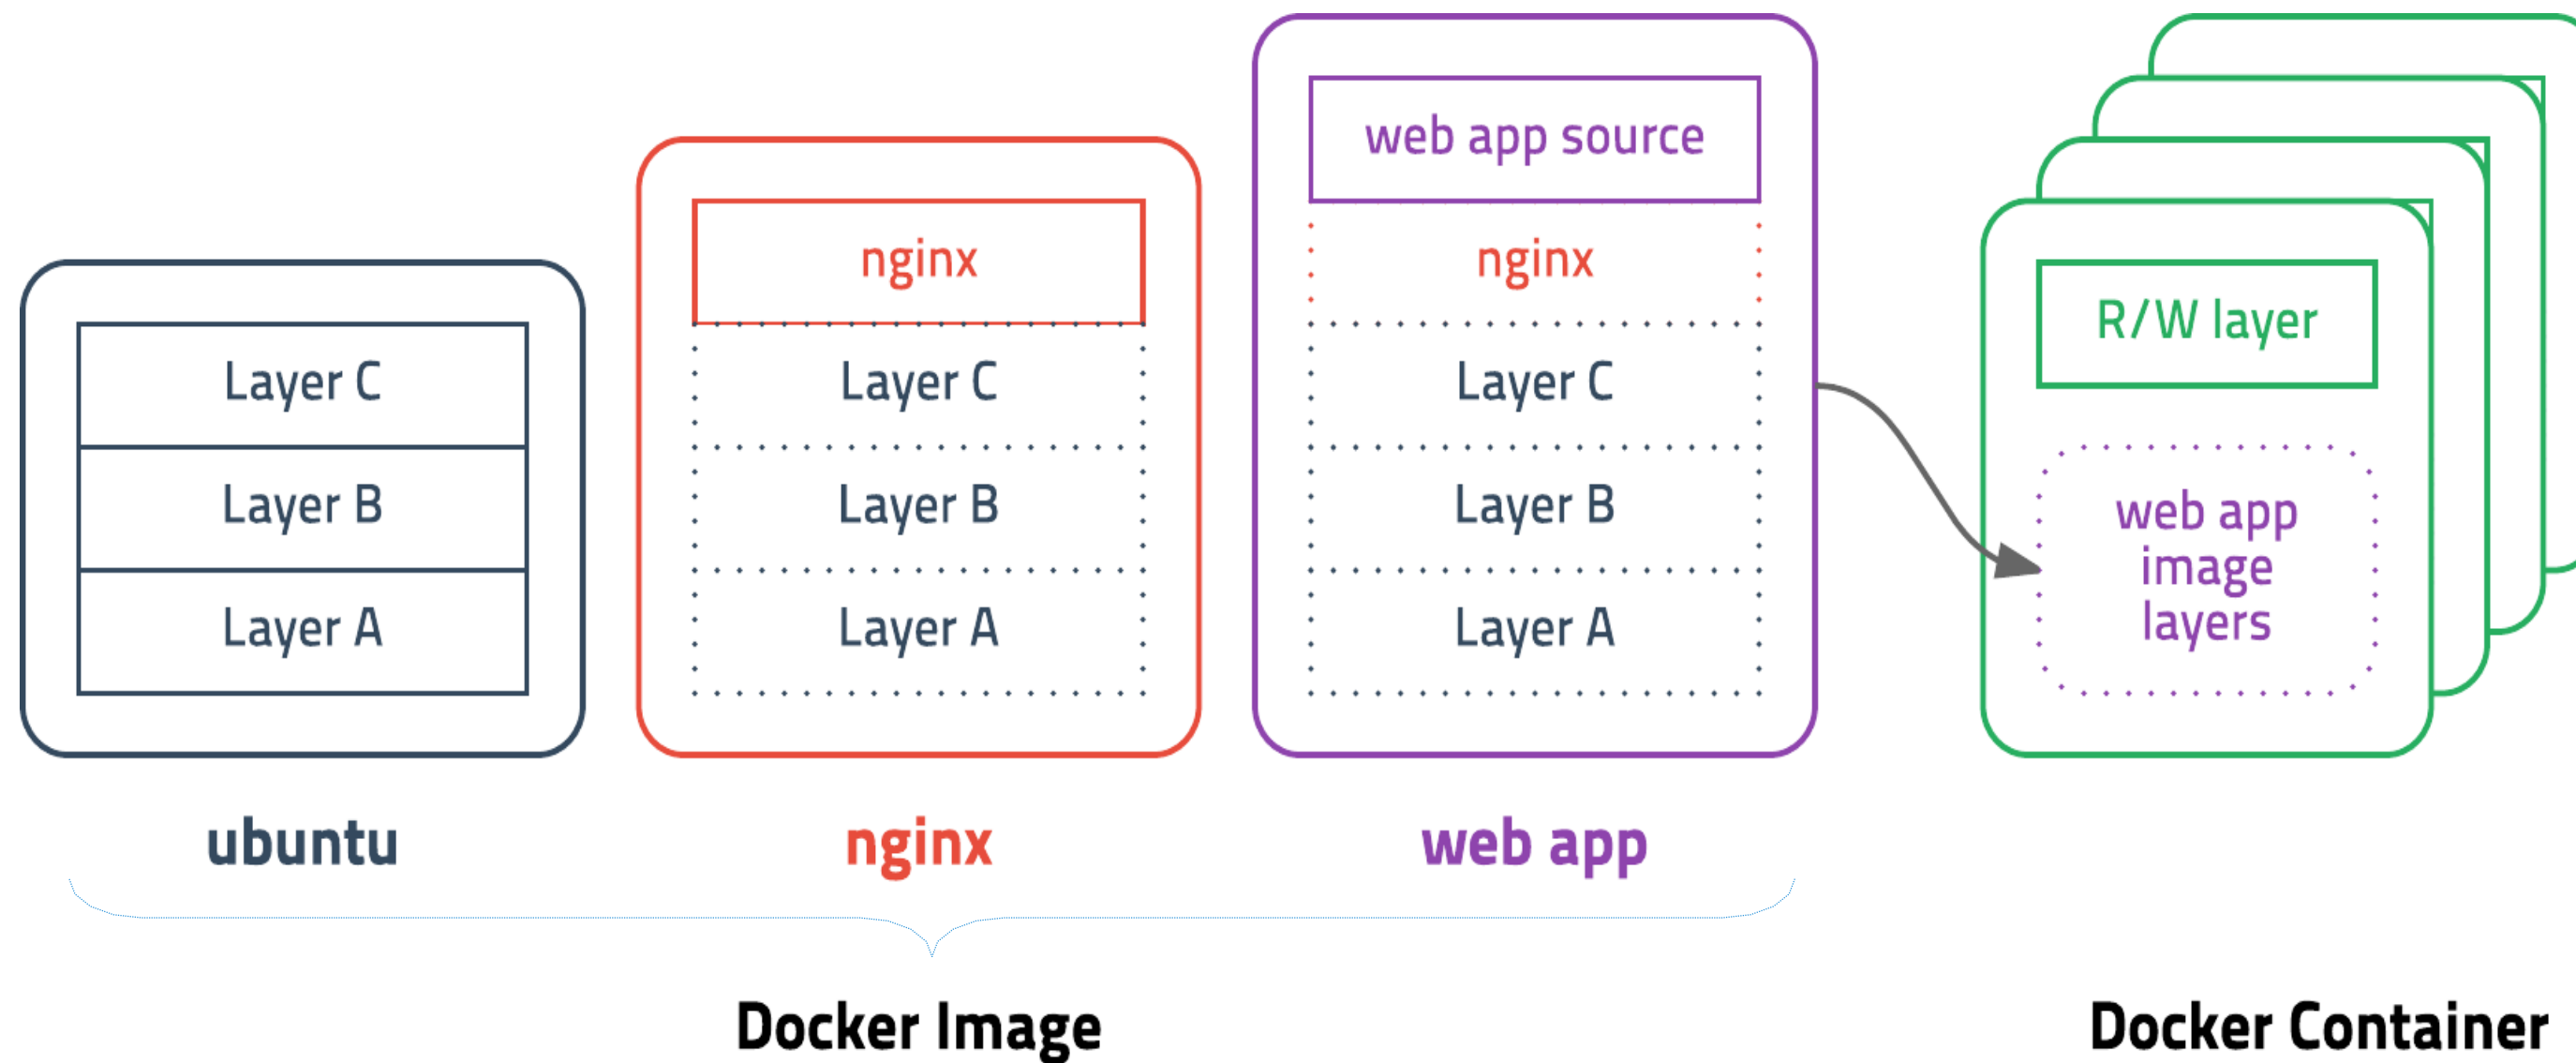 Layer C
Layer B
Layer A
ubuntu
nginx
Layer C
Layer B
Layer A
nginx
web app source
nginx
Layer C
Layer B
Layer A
web app
Docker Image
R/W layer
web app
image
layers
Docker Container